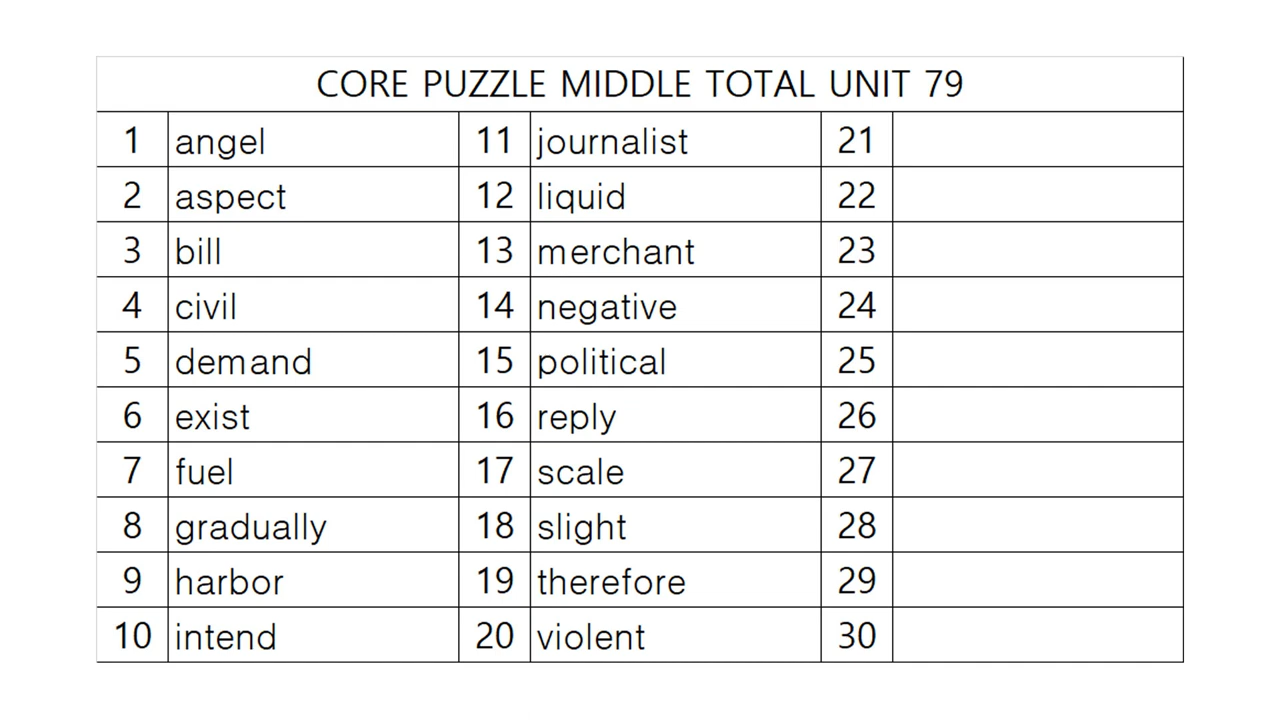 CORE PUZZLE MIDDLE TOTAL UNIT 79
1 angel 11 journalist 21
2 aspect 12 liquid 22
3 bill 13 merchant 23
4 civil 14 negative 24
5 demand 15 political 25
6 exist 16 reply 26
7 fuel 17 scale 27
8 gradually 18 slight 28
9 harbor 19 therefore 29
10 intend 20 violent 30